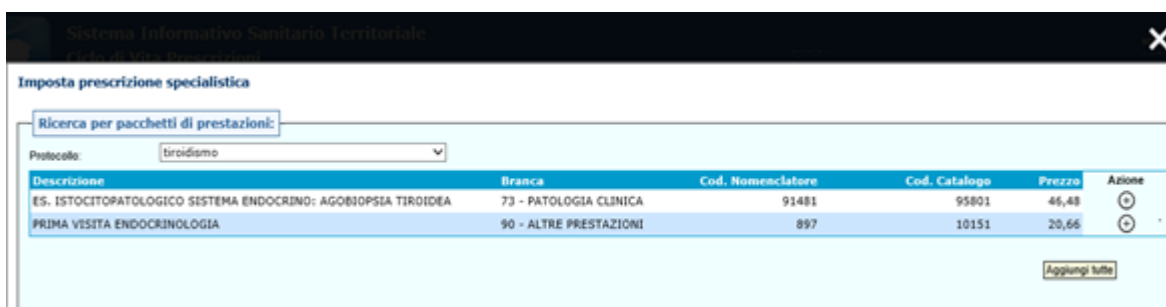 Sistema Informativo Sanitario Territoriale
Ciclo di Vita Prescrizioni
Imposta prescrizione specialistica
Ricerca per pacchetti di prestazioni:
Protocollo: tiroidismo
Descrizione Branca Cod. Nomenclatore Cod. Catalogo Prezzo Azione
ES. ISTOCITOPATOLOGICO SISTEMA ENDOCRINO: AGOBIOPSIA TIROIDEA 73 - PATOLOGIA CLINICA 91481 95801 46,48
PRIMA VISITA ENDOCRINOLOGIA 90 - ALTRE PRESTAZIONI 897 10151 20,66
Aggiungi tutte